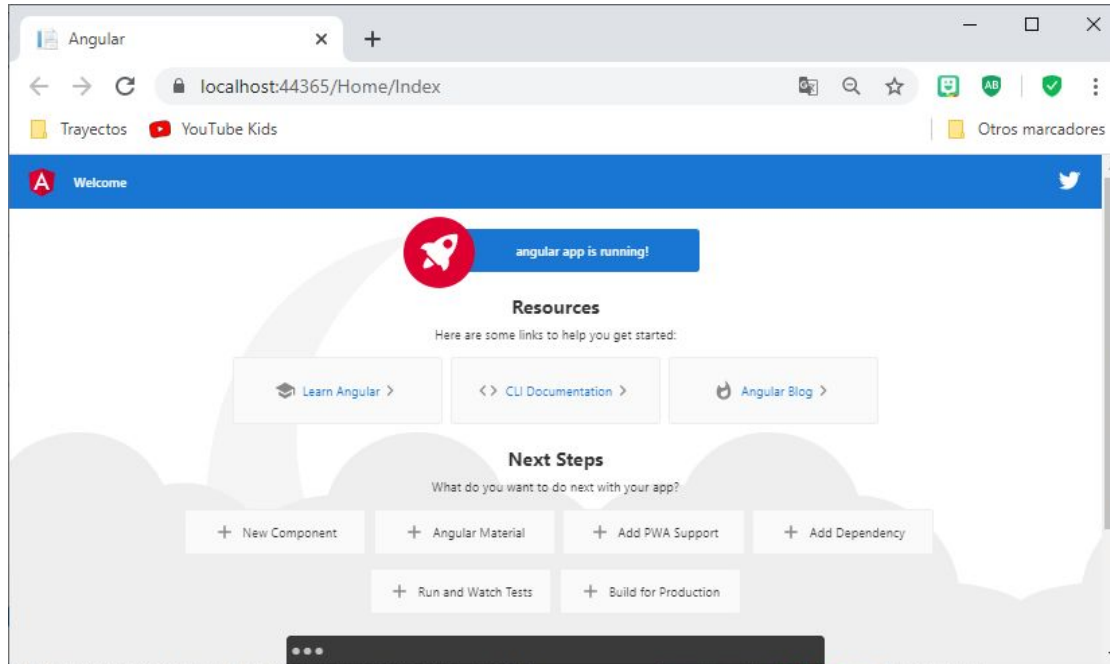 Angular
localhost:44365/Home/Index
AB
Trayectos YouTube Kids Otros marcadores
A Welcome
angular app is running!
Resources
Here are some links to help you get started:
Learn Angular > <> CLI Documentation > Angular Blog >
Next Steps
What do you want to do next with your app?
+ New Component + Angular Material + Add PWA Support + Add Dependency
+ Run and Watch Tests + Build for Production